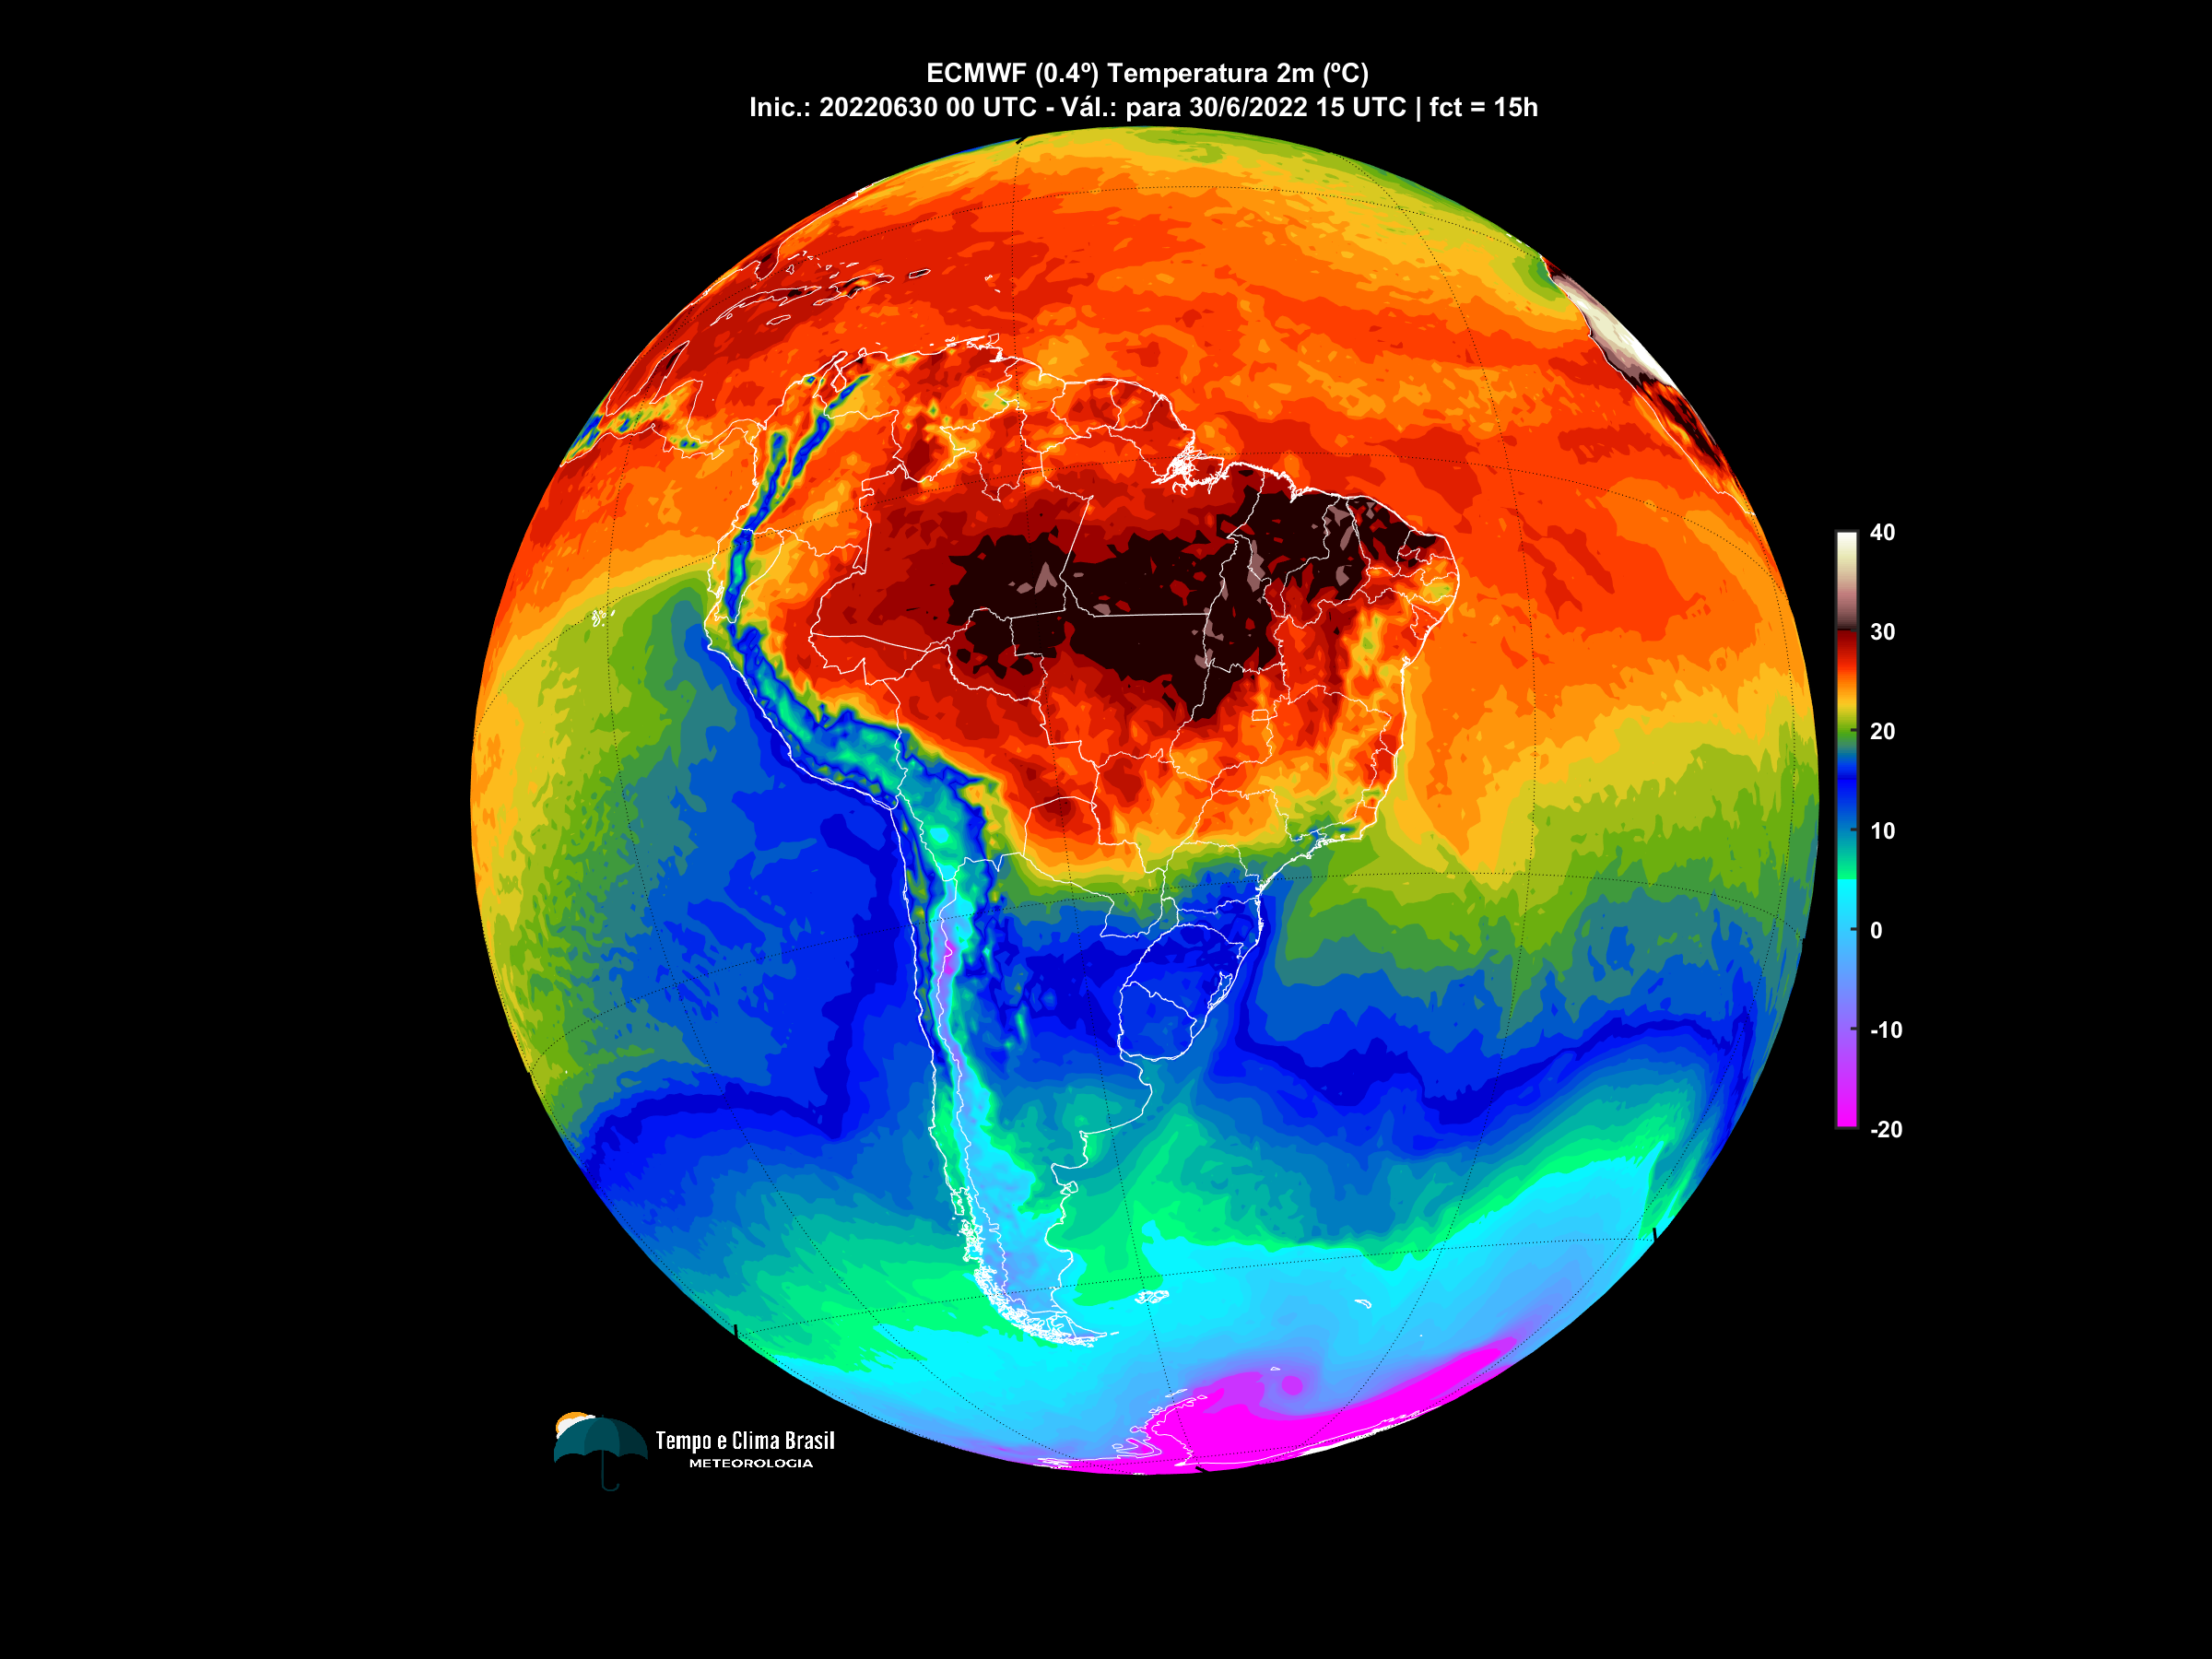 ECMWF (0.4º) Temperatura 2m (ºC)
Inic.: 20220630 00 UTC - Vál.: para 30/6/2022 15 UTC | fct = 15h
40
30
20
10
0
-10
-20
Tempo e Clima Brasil
METEOROLOGIA